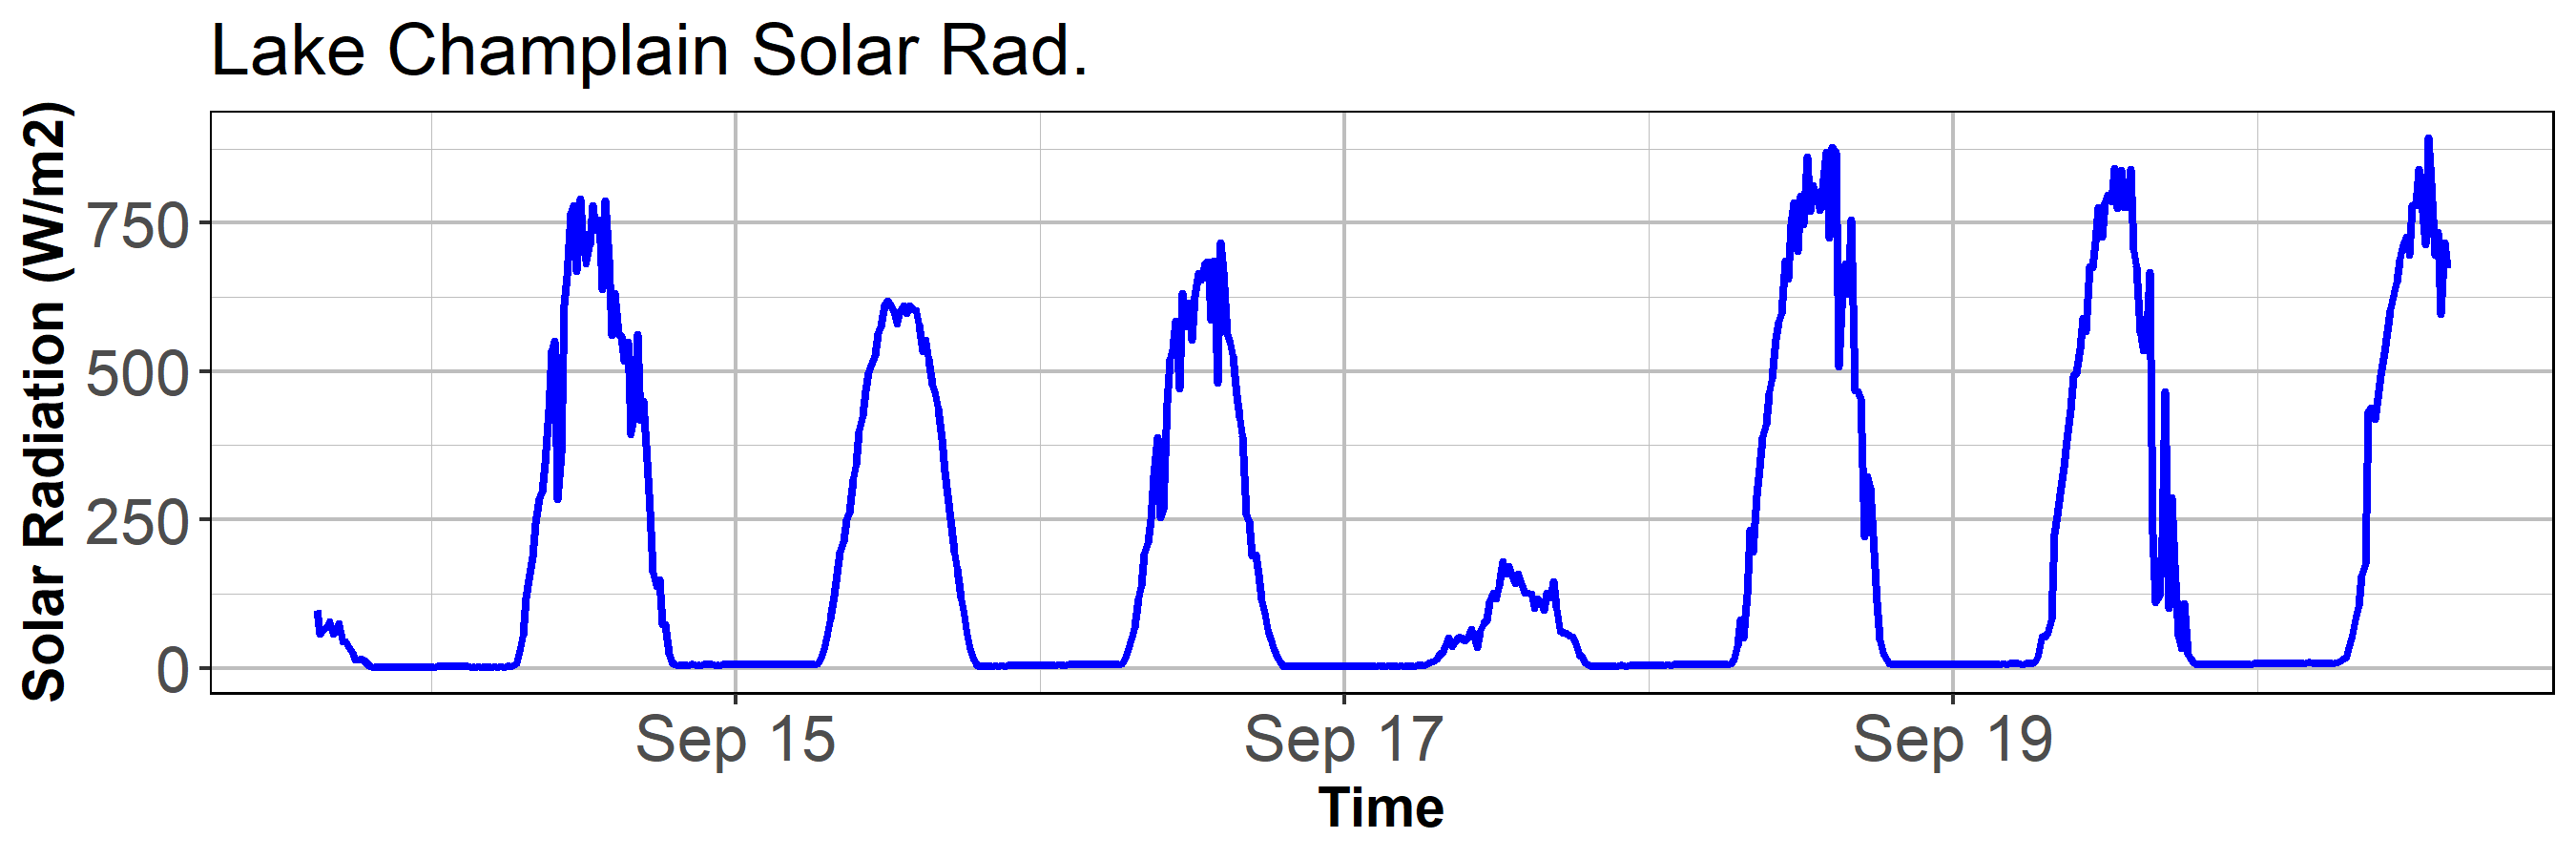 Lake Champlain Solar Rad.
Solar Radiation (W/m2)
750
500
250
0
Sep 15
Sep 17
Sep 19
Time